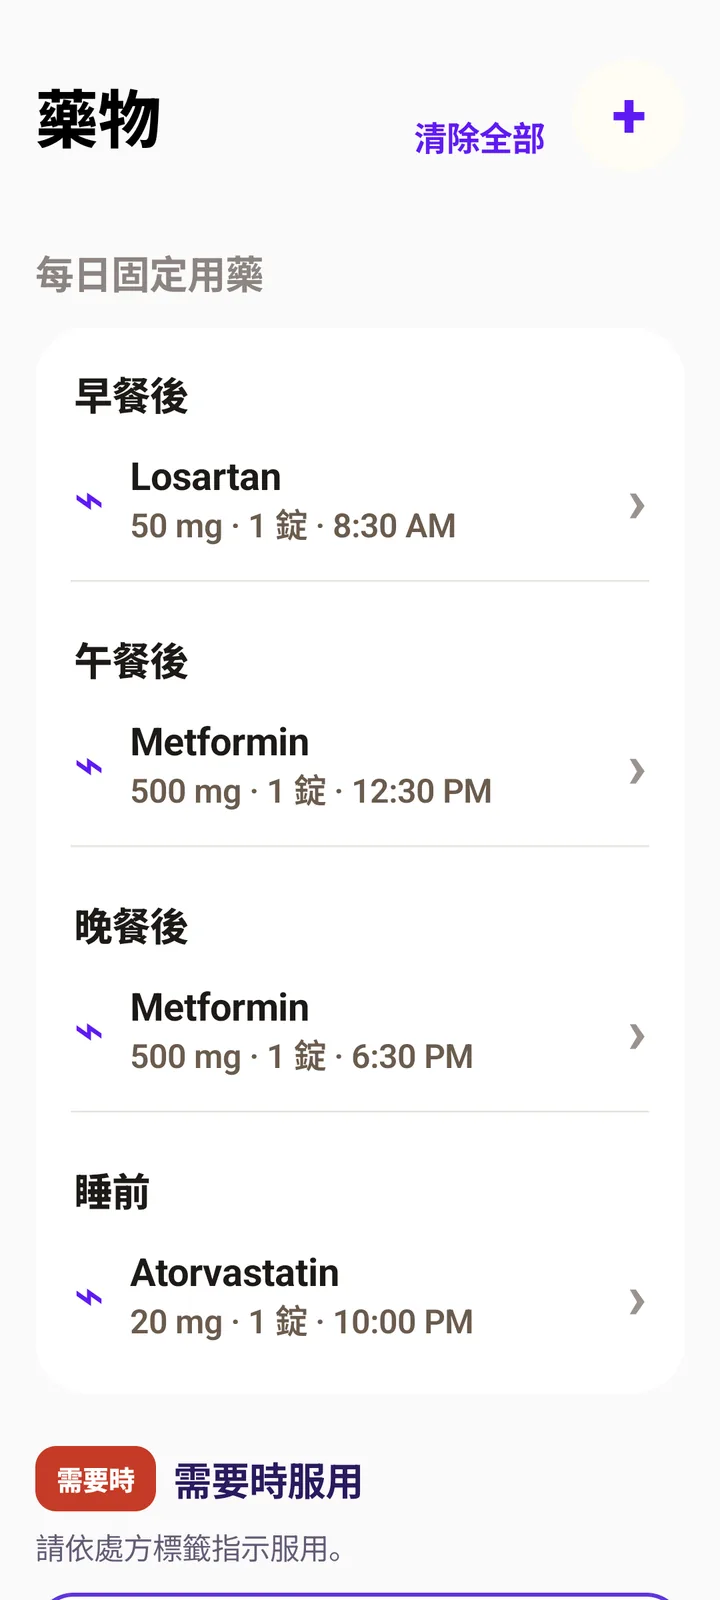 藥物
清除全部
+
每日固定用藥
早餐後
Losartan
50 mg · 1 錠 · 8:30 AM
午餐後
Metformin
500 mg · 1 錠 · 12:30 PM
晚餐後
Metformin
500 mg · 1 錠 · 6:30 PM
睡前
Atorvastatin
20 mg · 1 錠 · 10:00 PM
需要時 需要時服用
請依處方標籤指示服用。